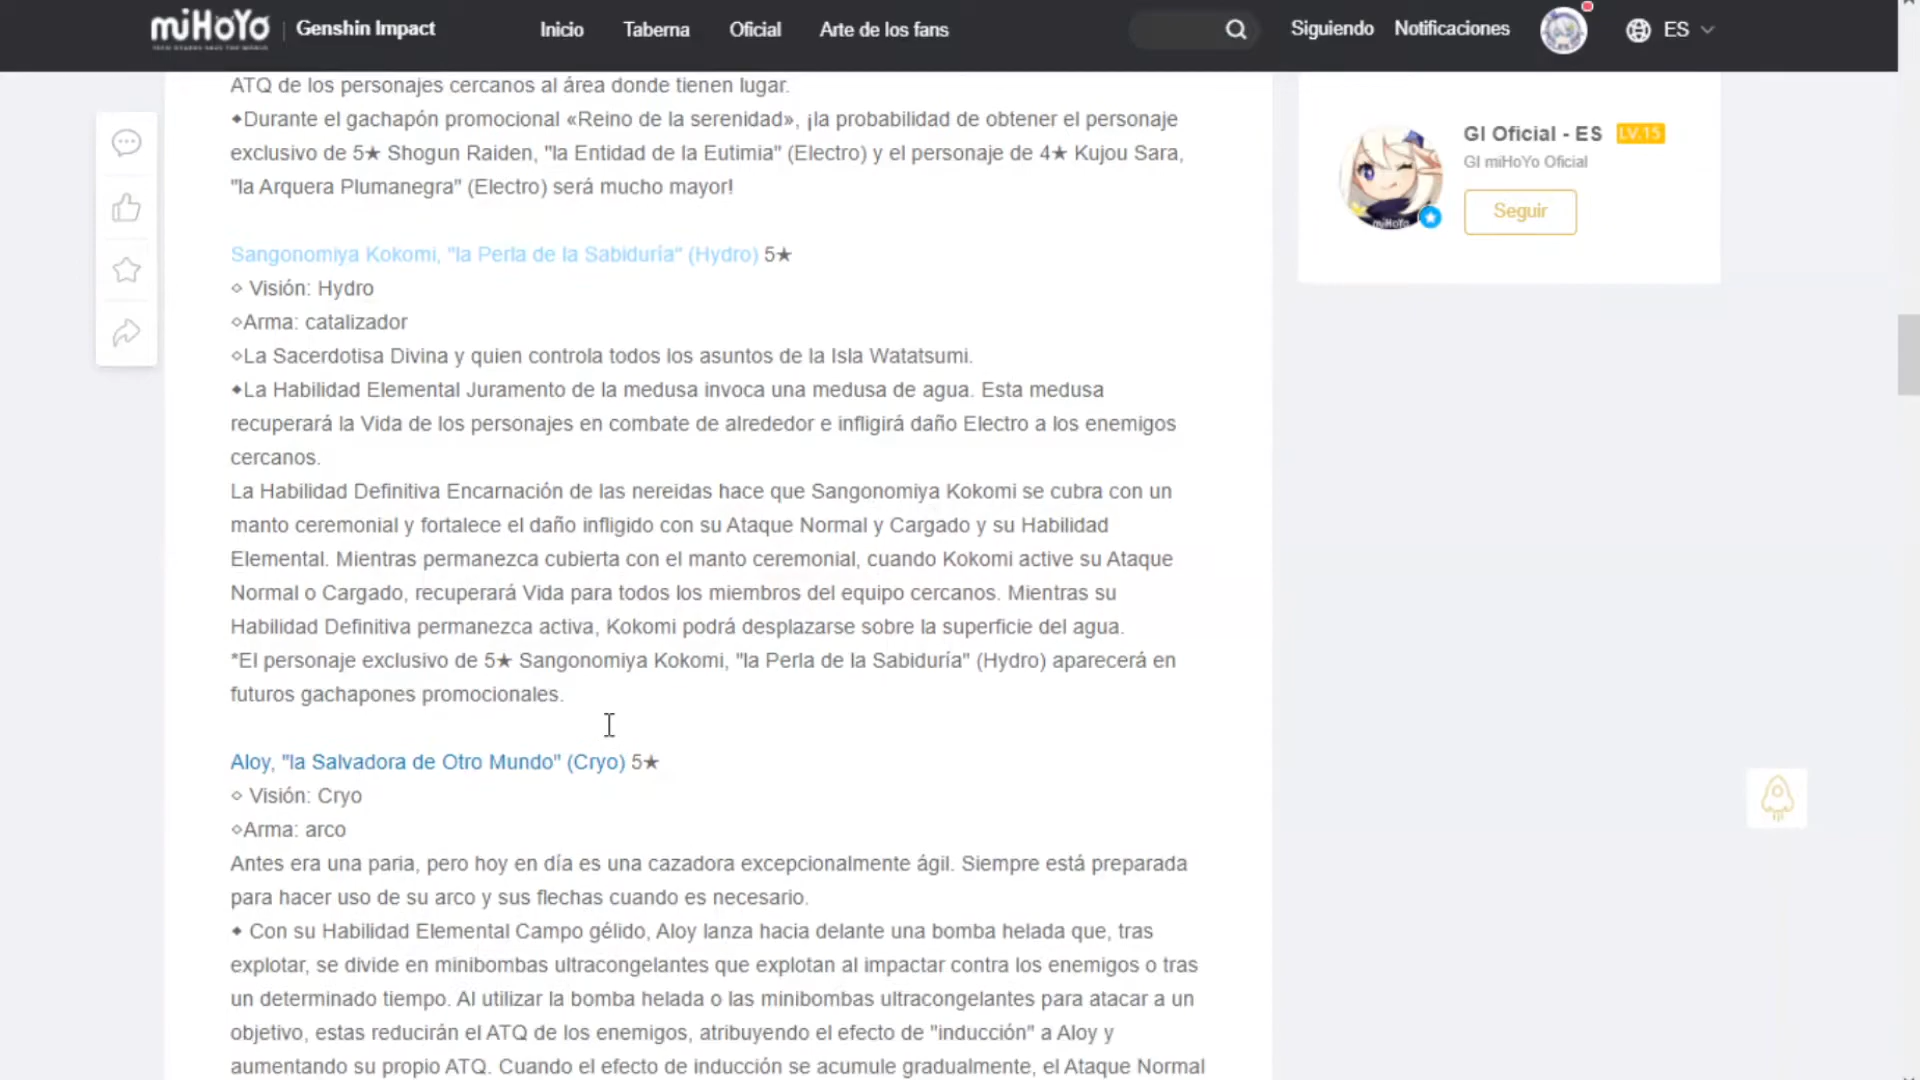 miHoYo
TECH OTAKUS SAVE THE WORLD
Genshin Impact
Inicio
Taberna
Oficial
Arte de los fans
Siguiendo
Notificaciones
ES
ATQ de los personajes cercanos al área donde tienen lugar.
◆Durante el gachapón promocional «Reino de la serenidad», ¡la probabilidad de obtener el personaje
exclusivo de 5★ Shogun Raiden, "la Entidad de la Eutimia" (Electro) y el personaje de 4★ Kujou Sara,
"la Arquera Plumanegra" (Electro) será mucho mayor!
Sangonomiya Kokomi, "la Perla de la Sabiduría" (Hydro) 5★
◇ Visión: Hydro
◇Arma: catalizador
◇La Sacerdotisa Divina y quien controla todos los asuntos de la Isla Watatsumi.
◆La Habilidad Elemental Juramento de la medusa invoca una medusa de agua. Esta medusa
recuperará la Vida de los personajes en combate de alrededor e infligirá daño Electro a los enemigos
cercanos.
La Habilidad Definitiva Encarnación de las nereidas hace que Sangonomiya Kokomi se cubra con un
manto ceremonial y fortalece el daño infligido con su Ataque Normal y Cargado y su Habilidad
Elemental. Mientras permanezca cubierta con el manto ceremonial, cuando Kokomi active su Ataque
Normal o Cargado, recuperará Vida para todos los miembros del equipo cercanos. Mientras su
Habilidad Definitiva permanezca activa, Kokomi podrá desplazarse sobre la superficie del agua.
*El personaje exclusivo de 5★ Sangonomiya Kokomi, "la Perla de la Sabiduría" (Hydro) aparecerá en
futuros gachapones promocionales.
Aloy, "la Salvadora de Otro Mundo" (Cryo) 5★
◇ Visión: Cryo
◇Arma: arco
Antes era una paria, pero hoy en día es una cazadora excepcionalmente ágil. Siempre está preparada
para hacer uso de su arco y sus flechas cuando es necesario.
◆ Con su Habilidad Elemental Campo gélido, Aloy lanza hacia delante una bomba helada que, tras
explotar, se divide en minibombas ultracongelantes que explotan al impactar contra los enemigos o tras
un determinado tiempo. Al utilizar la bomba helada o las minibombas ultracongelantes para atacar a un
objetivo, estas reducirán el ATQ de los enemigos, atribuyendo el efecto de "inducción" a Aloy y
aumentando su propio ATQ. Cuando el efecto de inducción se acumule gradualmente, el Ataque Normal
GI Oficial - ES LV.15
GI miHoYo Oficial
miHoYo
Seguir